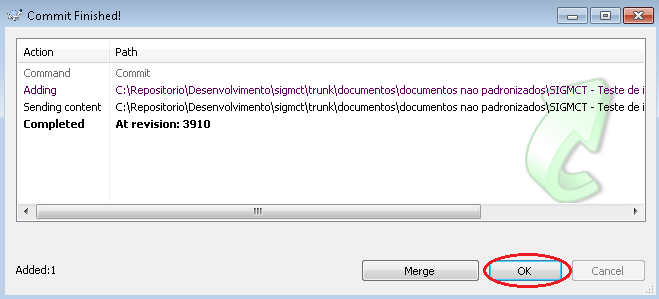 Commit Finished!
Action Path
Command Commit
Adding C:\Repositorio\Desenvolvimento\sigmct\trunk\documentos\documentos nao padronizados\SIGMCT - Teste de i
Sending content C:\Repositorio\Desenvolvimento\sigmct\trunk\documentos\documentos nao padronizados\SIGMCT - Teste de i
Completed At revision: 3910
Added:1 Merge OK Cancel